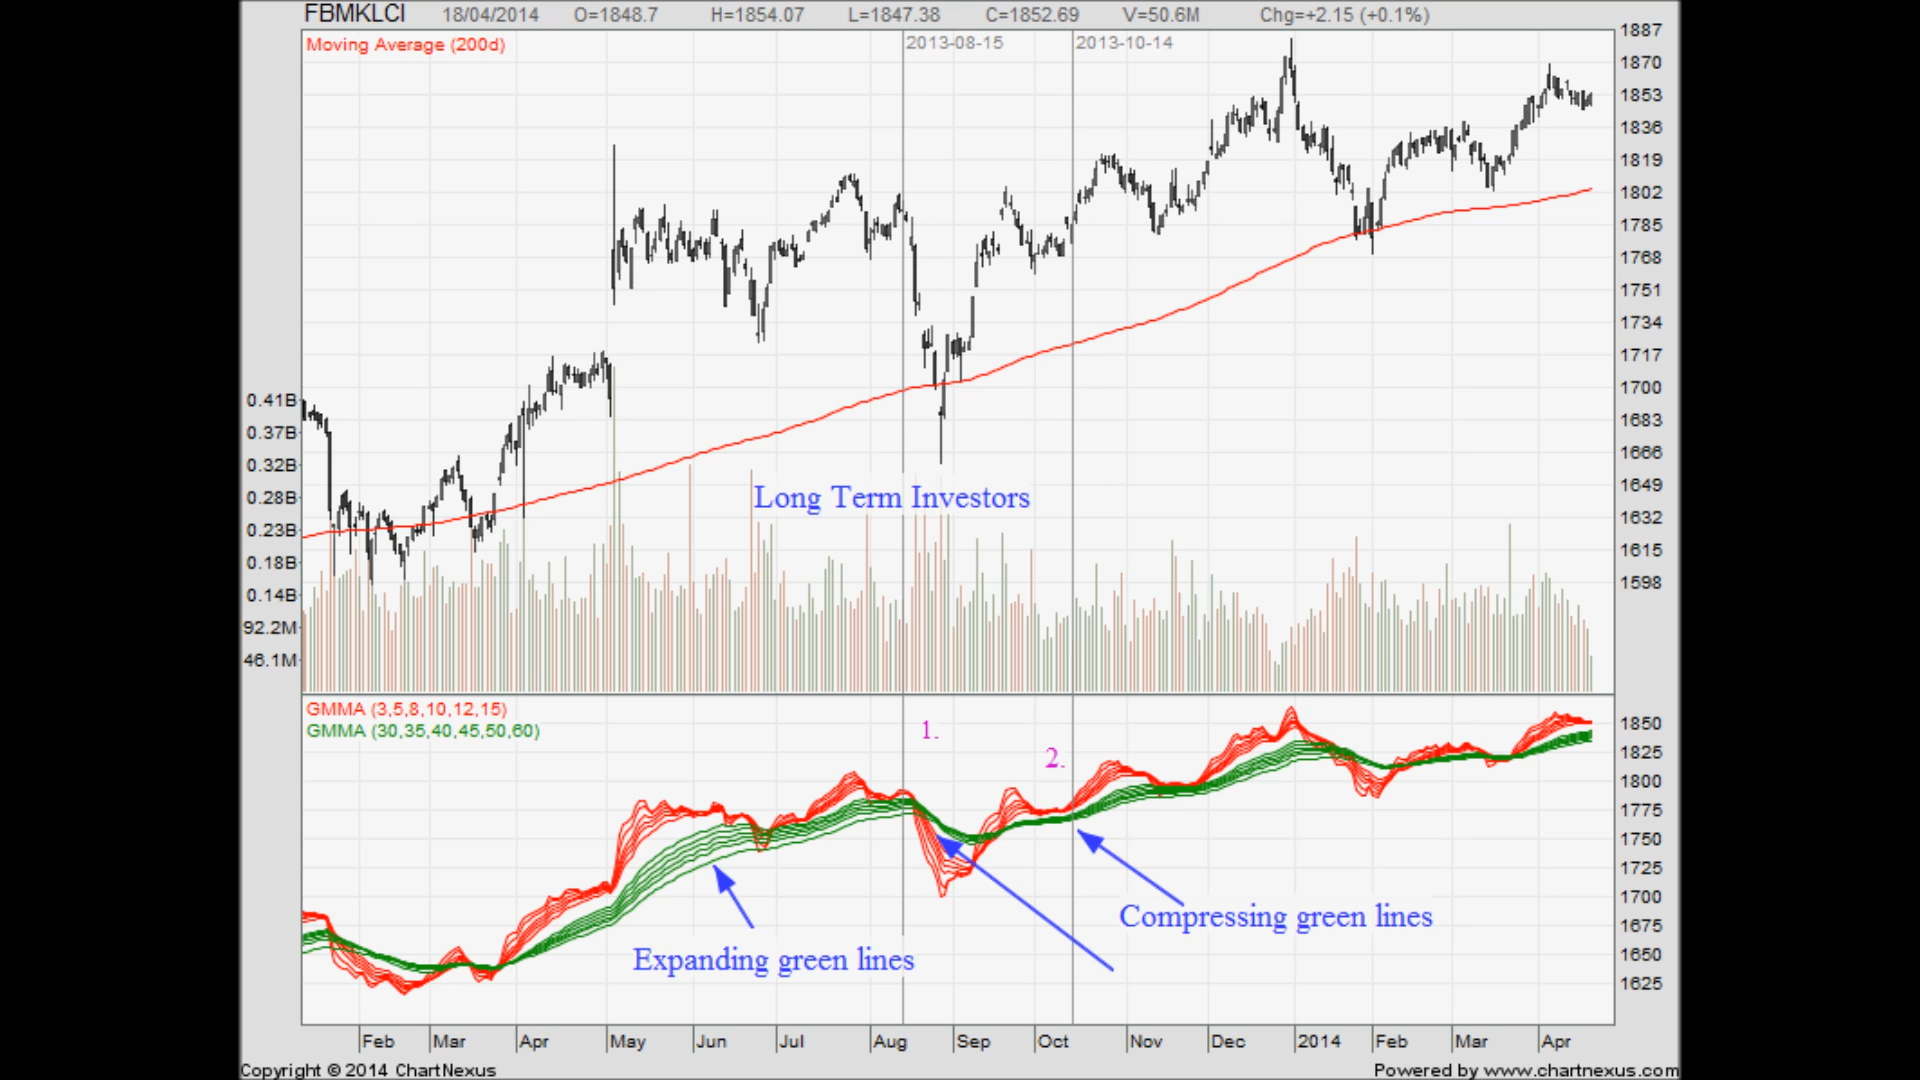 FBMKLCI 18/04/2014 O=1848.7 H=1854.07 L=1847.38 C=1852.69 V=50.6M Chg=+2.15 (+0.1%)
Moving Average (200d)
2013-08-15
2013-10-14
1887
1870
1853
1836
1819
1802
1785
1768
1751
1734
1717
1700
1683
1666
1649
1632
1615
1598
0.41B
0.37B
0.32B
0.28B
0.23B
0.18B
0.14B
92.2M
46.1M
Long Term Investors
GMMA (3,5,8,10,12,15)
GMMA (30,35,40,45,50,60)
1.
2.
1850
1825
1800
1775
1750
1725
1700
1675
1650
1625
Compressing green lines
Expanding green lines
Feb Mar Apr May Jun Jul Aug Sep Oct Nov Dec 2014 Feb Mar Apr
Copyright © 2014 ChartNexus
Powered by www.chartnexus.com